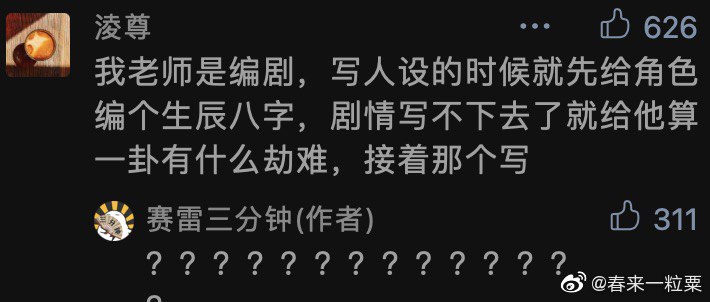 凌尊
626
我老师是编剧，写人设的时候就先给角色
编个生辰八字，剧情写不下去了就给他算
一卦有什么劫难，接着那个写
赛雷三分钟(作者)
311
？？？？？？？？？？？？？
@春来一粒粟